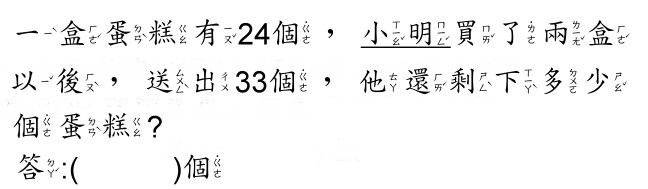 一盒蛋糕有24個，小明買了兩盒
以後，送出33個，他還剩下多少
個蛋糕?
答:(　　　)個